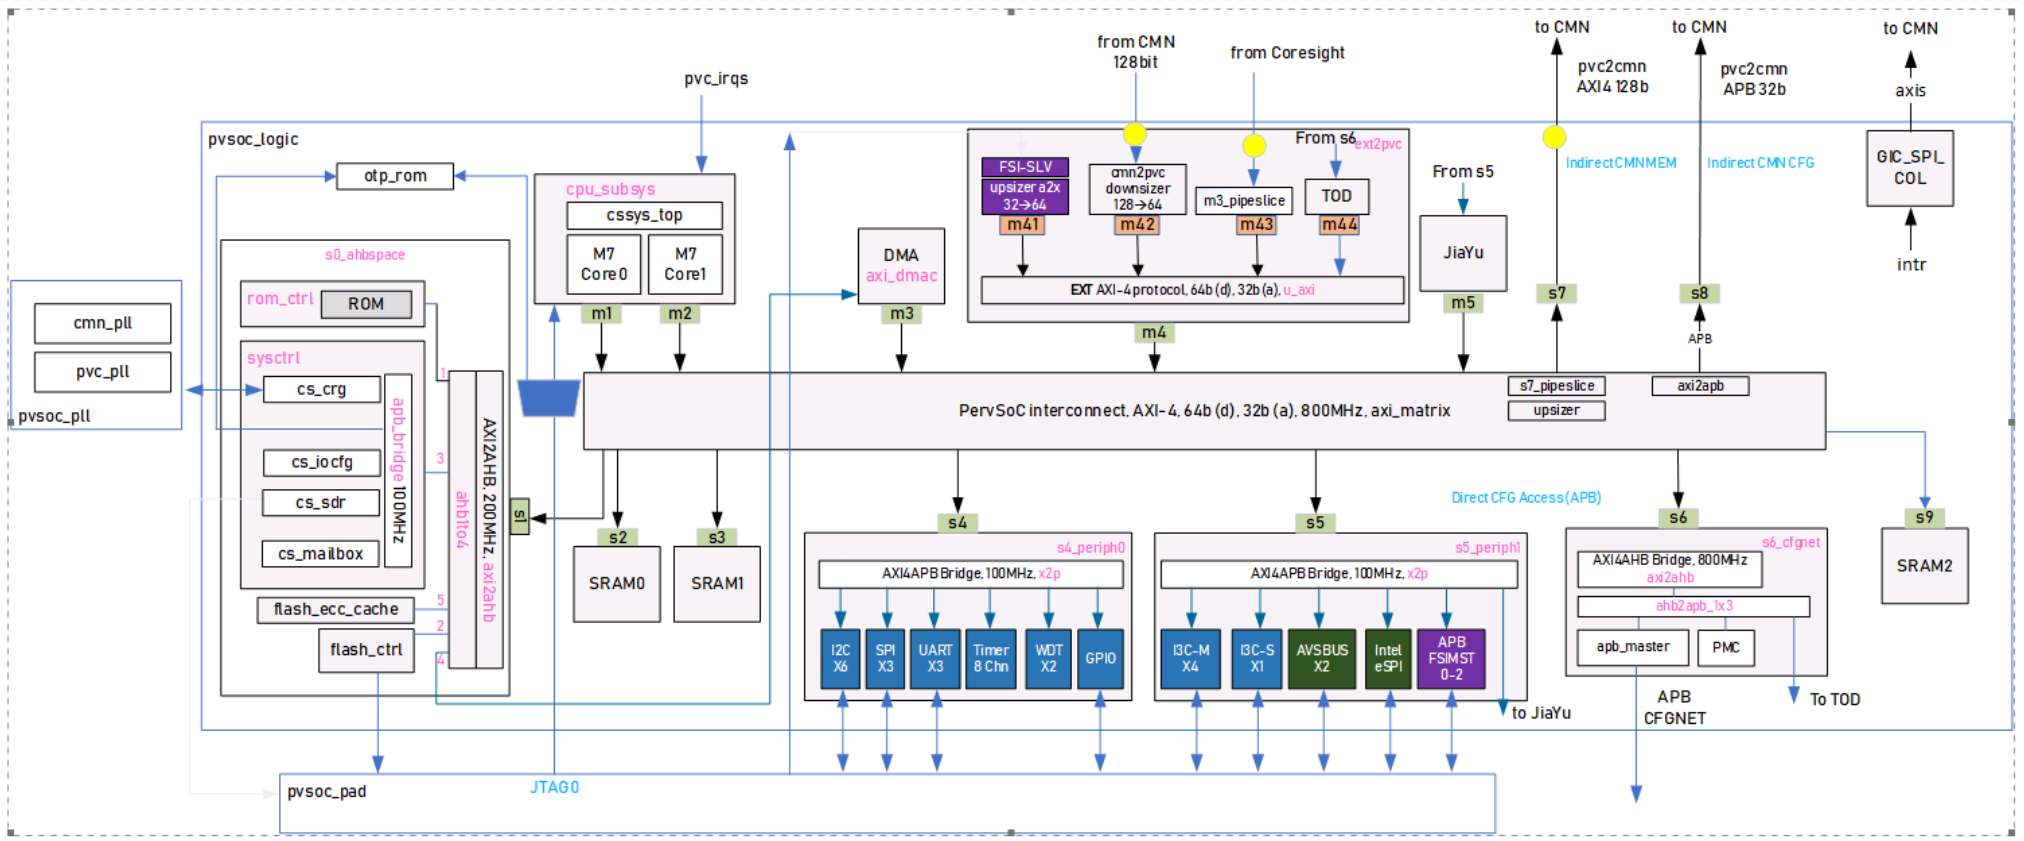 from CMN
128bit
from Coresight
to CMN
to CMN
to CMN
pvc2cmn
AXI4 128b
pvc2cmn
APB 32b
axis
pvc_irqs
pvsoc_logic
otp_rom
cpu_subsys
cssys_top
M7
Core0
M7
Core1
m1
m2
DMA
axi_dmac
m3
From s6
ext2pvc
FSI-SLV
upsizer a2x
32→64
m41
cmn2pvc
downsizer
128→64
m42
m3_pipeslice
m43
TOD
m44
EXT AXI-4 protocol, 64b (d), 32b (a), u_axi
m4
From s5
JiaYu
m5
Indirect CMN MEM
Indirect CMN CFG
s7
s8
APB
GIC_SPI_
COL
intr
s0_ahbspace
rom_ctrl
ROM
sysctrl
cs_crg
cs_iocfg
cs_sdr
cs_mailbox
apb_bridge 100MHz
flash_ecc_cache
flash_ctrl
1
3
5
2
4
ahb1to4
AXI2AHB, 200MHz, axi2ahb
s1
cmn_pll
pvc_pll
pvsoc_pll
PervSoC interconnect, AXI-4, 64b (d), 32b (a), 800MHz, axi_matrix
s7_pipeslice
upsizer
axi2apb
s2
SRAM0
s3
SRAM1
s4
s4_periph0
AXI4APB Bridge, 100MHz, x2p
I2C
X6
SPI
X3
UART
X3
Timer
8 Chn
WDT
X2
GPIO
s5
s5_periph1
AXI4APB Bridge, 100MHz, x2p
I3C-M
X4
I3C-S
X1
AVSBUS
X2
Intel
eSPI
APB
FSIMST
0-2
to JiaYu
Direct CFG Access (APB)
s6
s6_cfgnet
AXI4AHB Bridge, 800MHz
axi2ahb
ahb2apb_1x3
apb_master
PMC
APB
CFGNET
To TOD
s9
SRAM2
pvsoc_pad
JTAG0